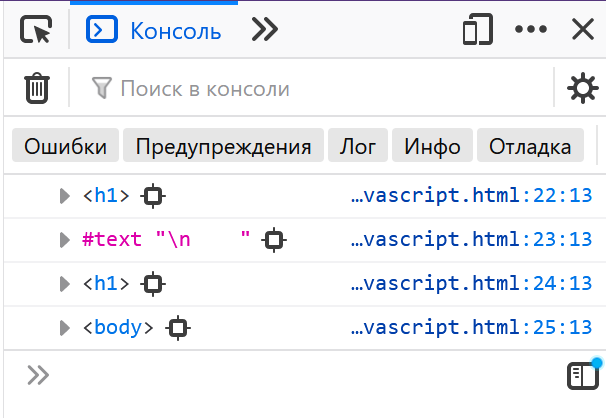 Консоль
Поиск в консоли
Ошибки Предупреждения Лог Инфо Отладка
<h1> …vascript.html:22:13
#text "\n    " …vascript.html:23:13
<h1> …vascript.html:24:13
<body> …vascript.html:25:13